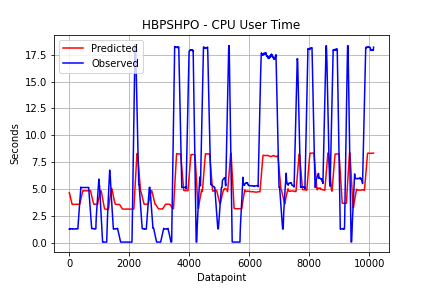 HBPSHPO - CPU User Time
Predicted
Observed
17.5
15.0
12.5
10.0
7.5
5.0
2.5
0.0
Seconds
0 2000 4000 6000 8000 10000
Datapoint